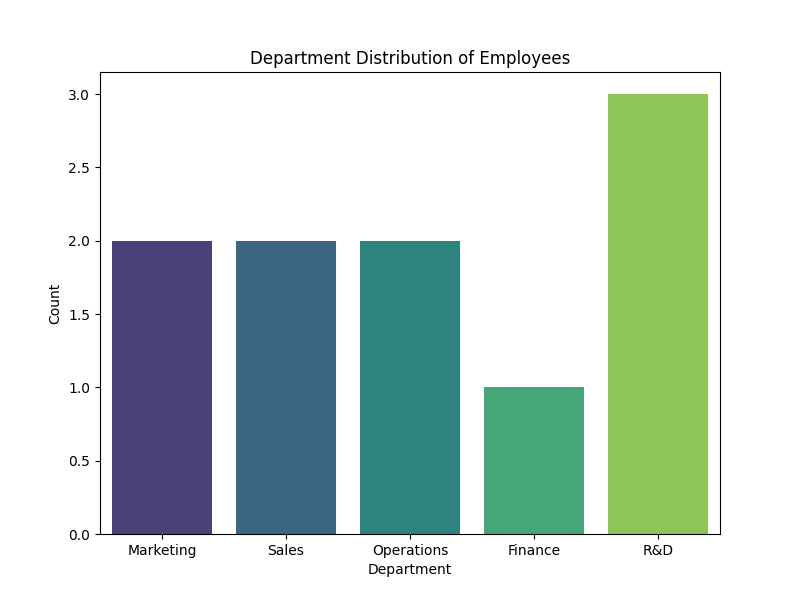 Department Distribution of Employees
3.0
2.5
2.0
1.5
1.0
0.5
0.0
Count
Marketing Sales Operations Finance R&D
Department